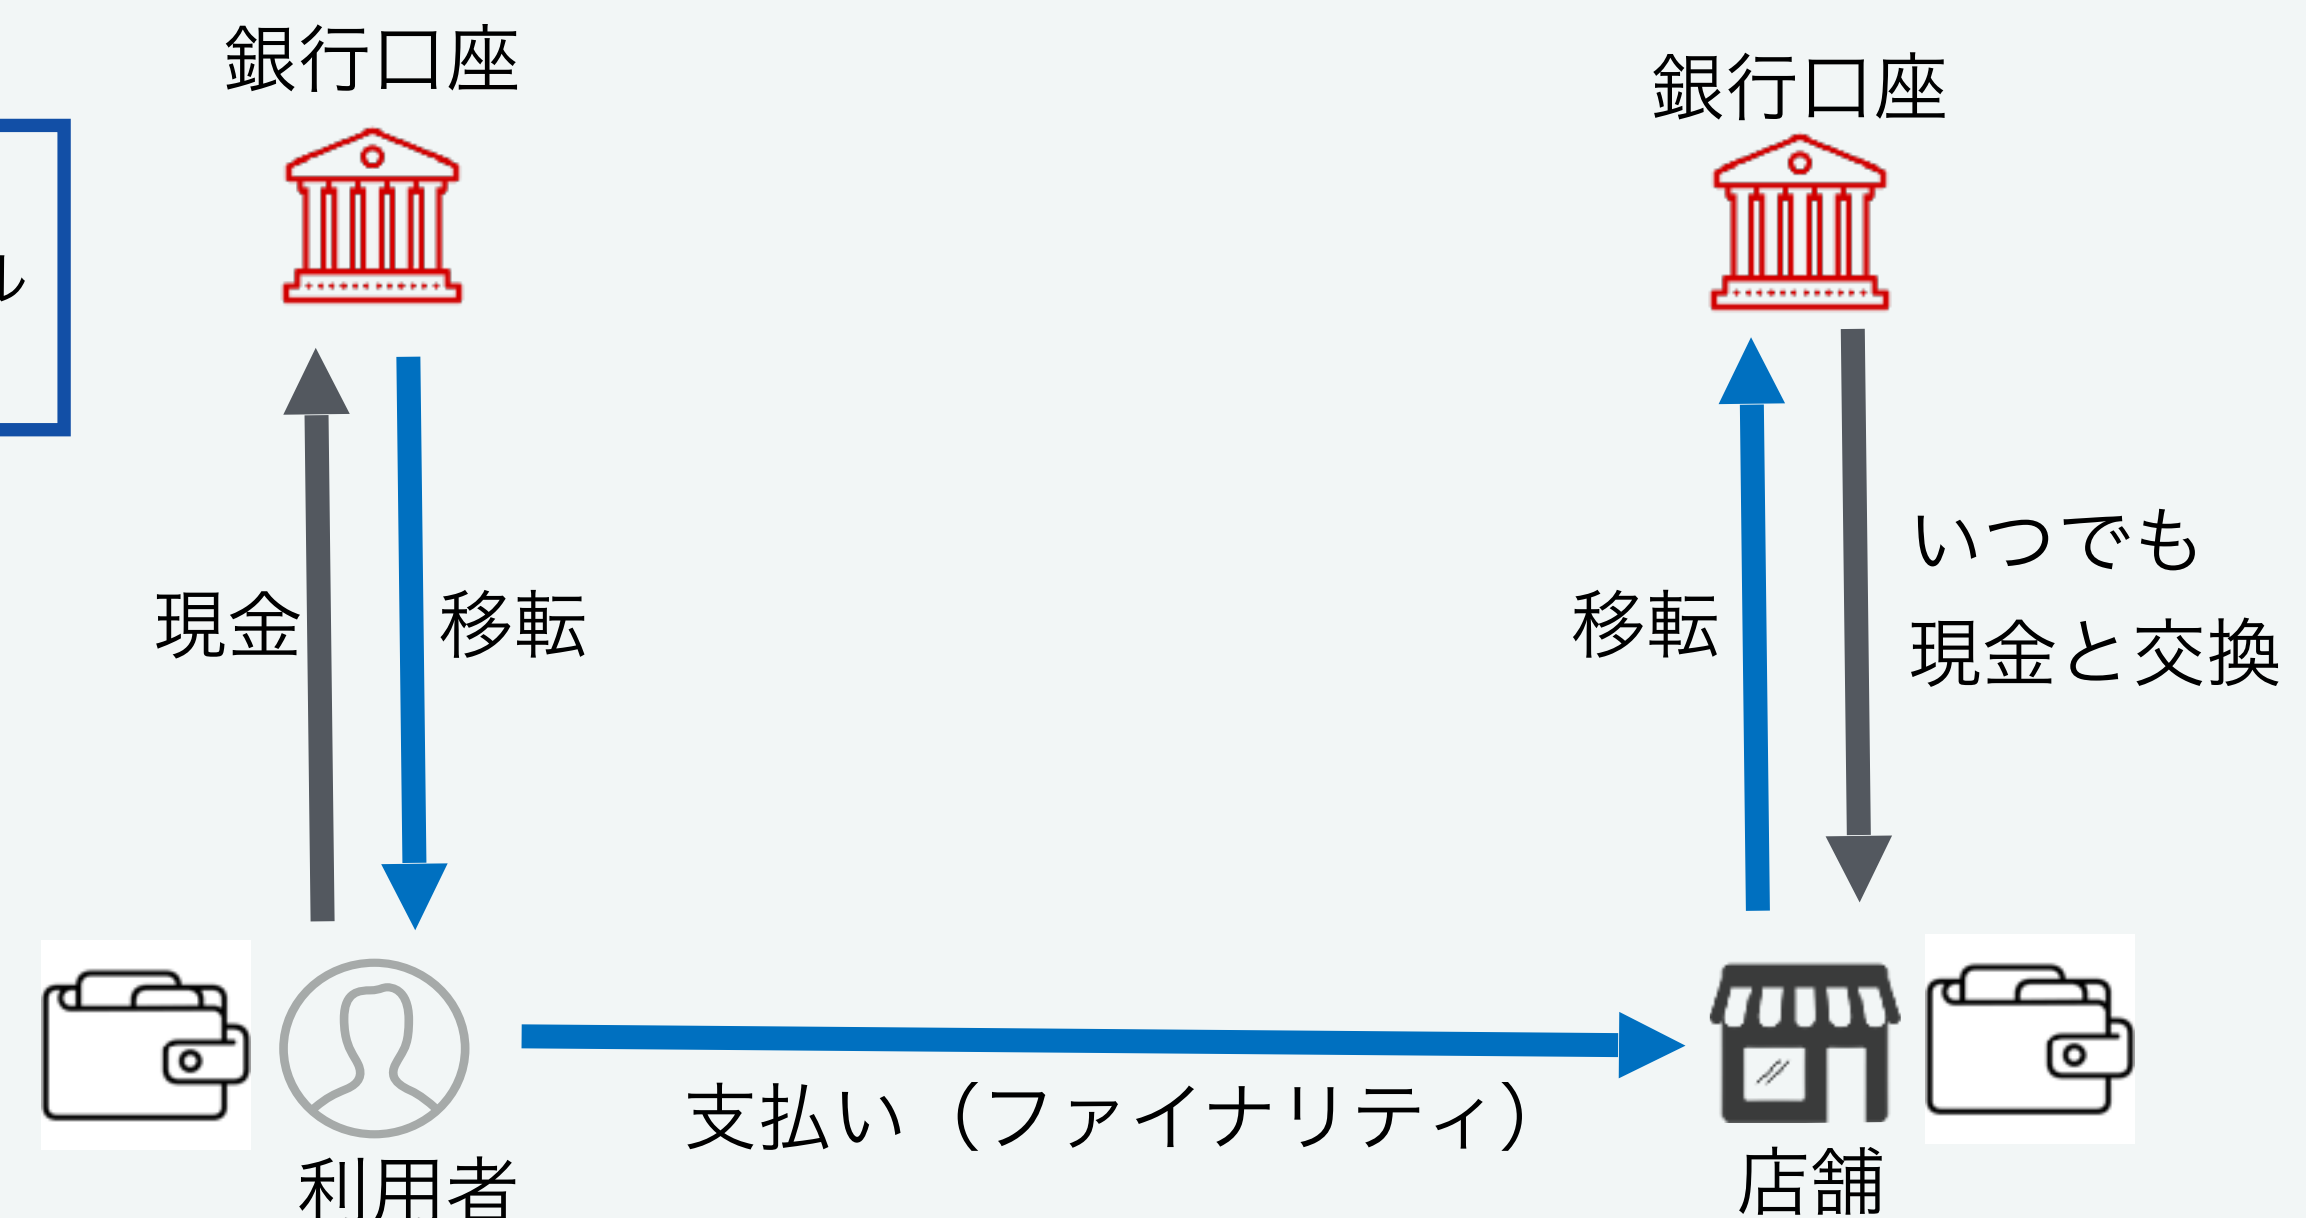 銀行口座
銀行口座
ル
現金
移転
移転
いつでも
現金と交換
支払い（ファイナリティ）
利用者
店舗